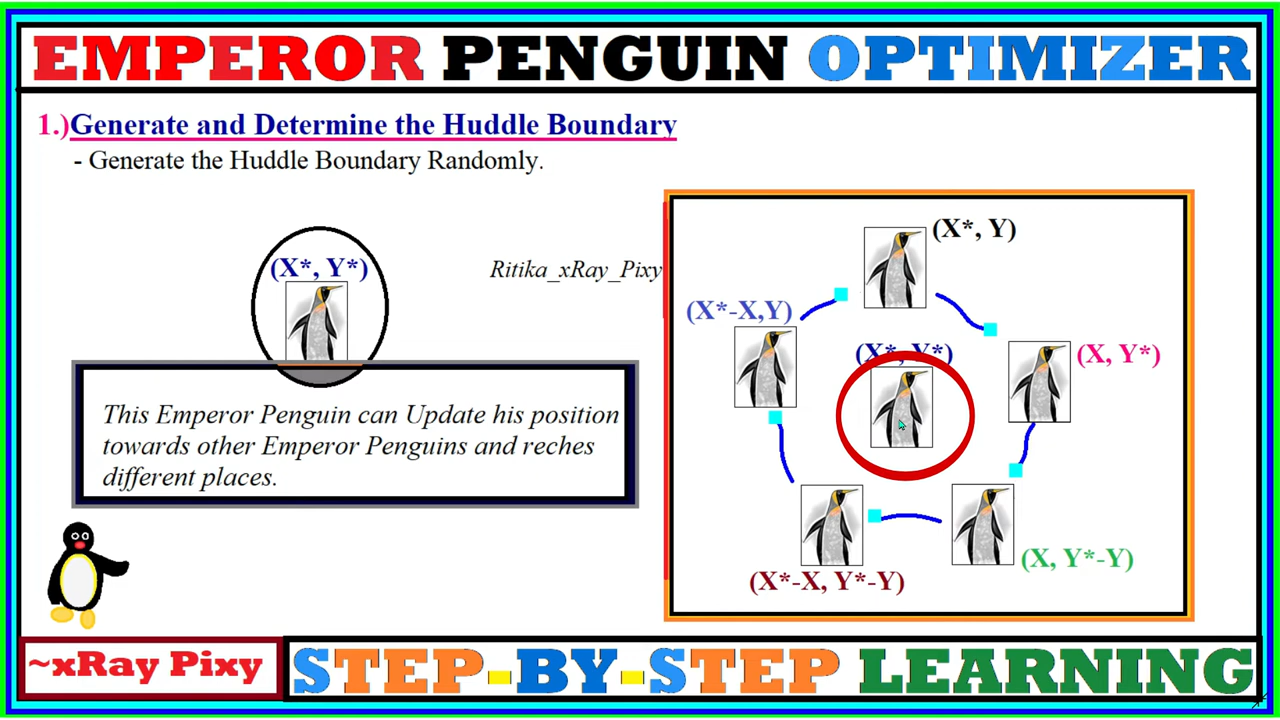 EMPEROR PENGUIN OPTIMIZER
1.)Generate and Determine the Huddle Boundary
- Generate the Huddle Boundary Randomly.
(X*, Y*)
Ritika_xRay_Pixy
This Emperor Penguin can Update his position
towards other Emperor Penguins and reches
different places.
(X*, Y)
(X*-X,Y)
(X*, Y*)
(X, Y*)
(X, Y*-Y)
(X*-X, Y*-Y)
~xRay Pixy
STEP-BY-STEP LEARNING